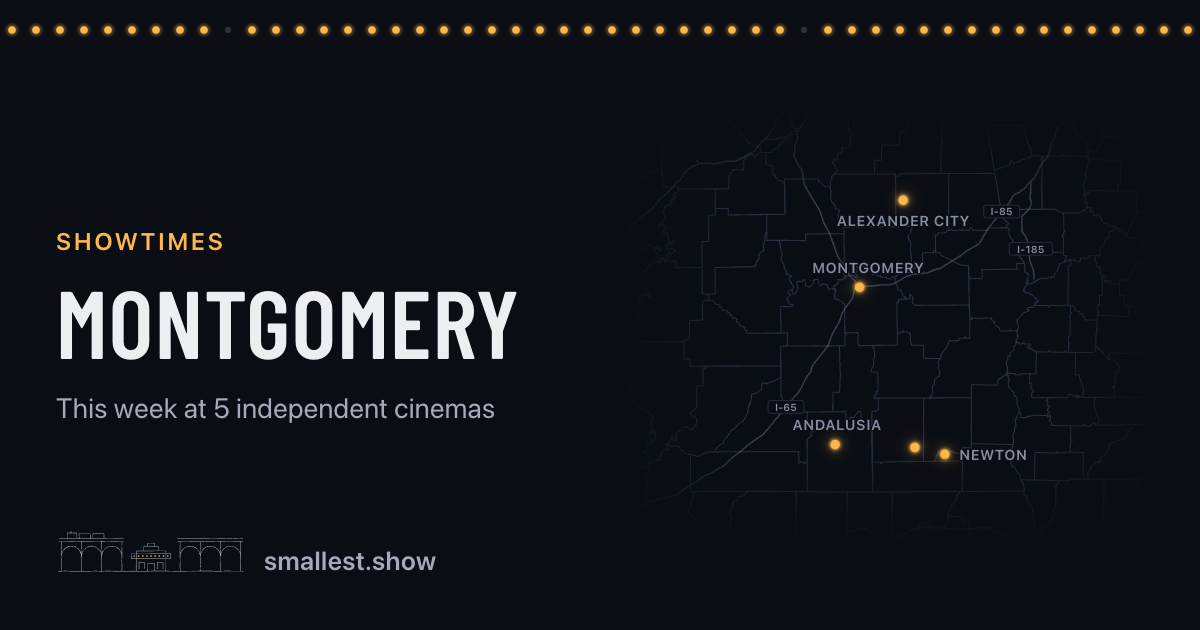 SHOWTIMES
MONTGOMERY
This week at 5 independent cinemas
smallest.show
ALEXANDER CITY
I-85
I-185
MONTGOMERY
I-65
ANDALUSIA
NEWTON